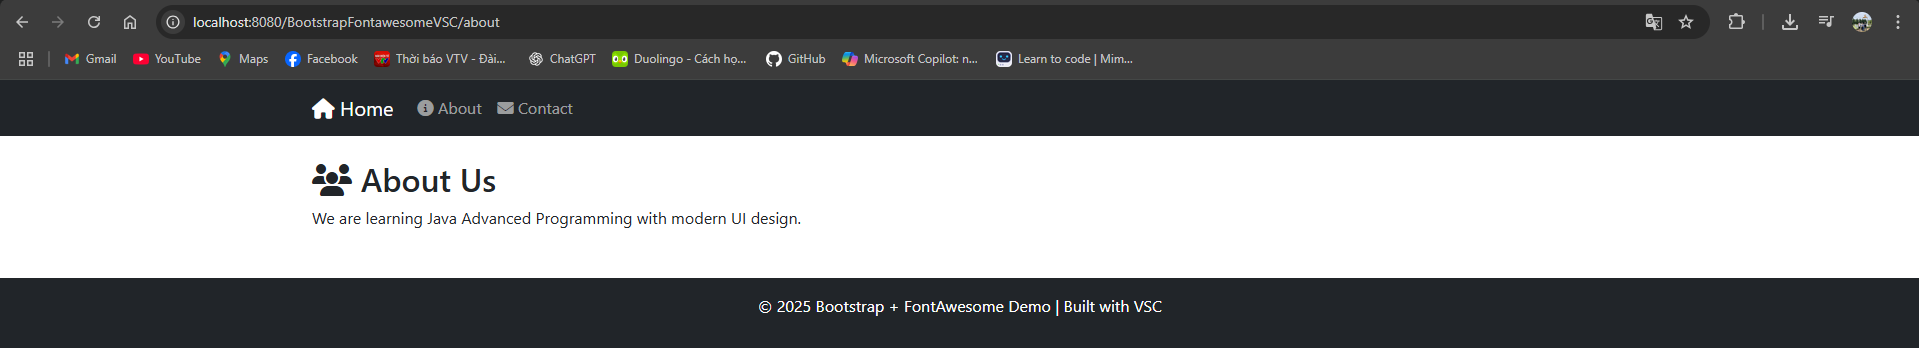 localhost:8080/BootstrapFontawesomeVSC/about
Gmail YouTube Maps Facebook Thời báo VTV - Đài... ChatGPT Duolingo - Cách họ... GitHub Microsoft Copilot: n... Learn to code | Mim...
Home About Contact
About Us
We are learning Java Advanced Programming with modern UI design.
© 2025 Bootstrap + FontAwesome Demo | Built with VSC